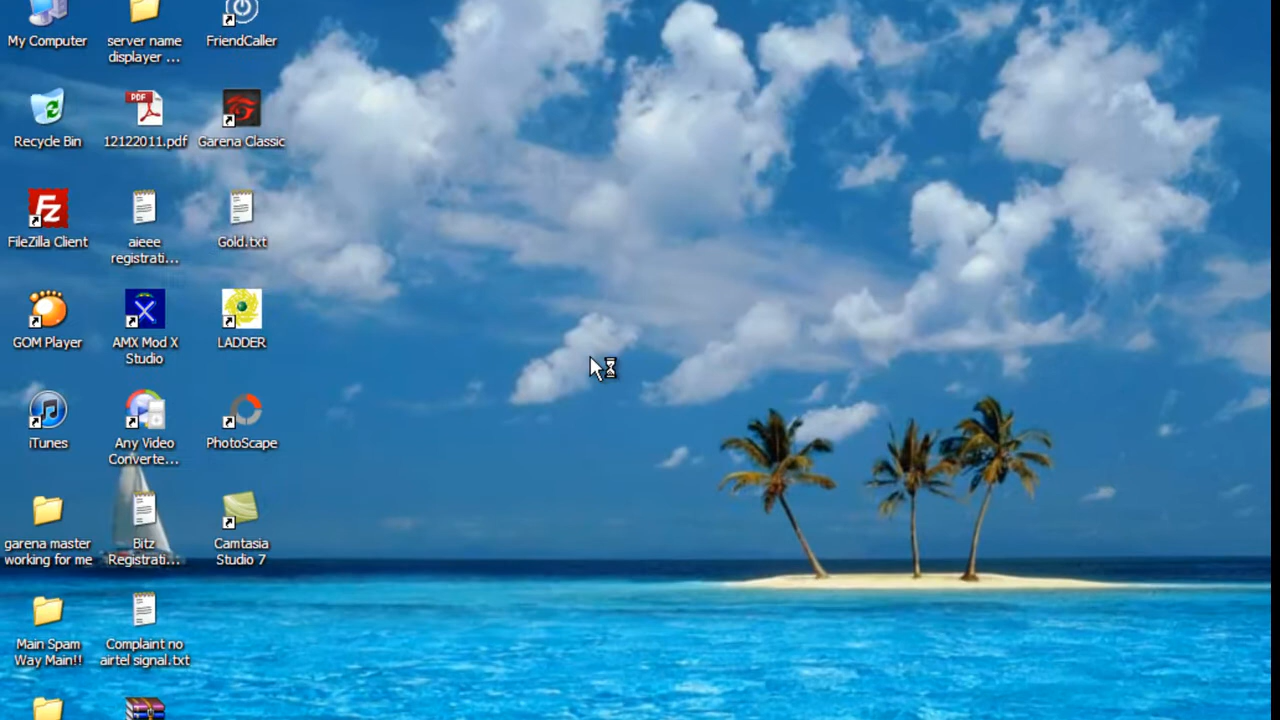 My Computer
server name
displayer ...
FriendCaller
Recycle Bin
PDF
12122011.pdf
Garena Classic
Fz
FileZilla Client
aieee
registrati...
Gold.txt
GOM Player
AMX Mod X
Studio
LADDER
iTunes
Any Video
Converte...
PhotoScape
garena master
working for me
Bitz
Registrati...
Camtasia
Studio 7
Main Spam
Way Main!!
Complaint no
airtel signal.txt